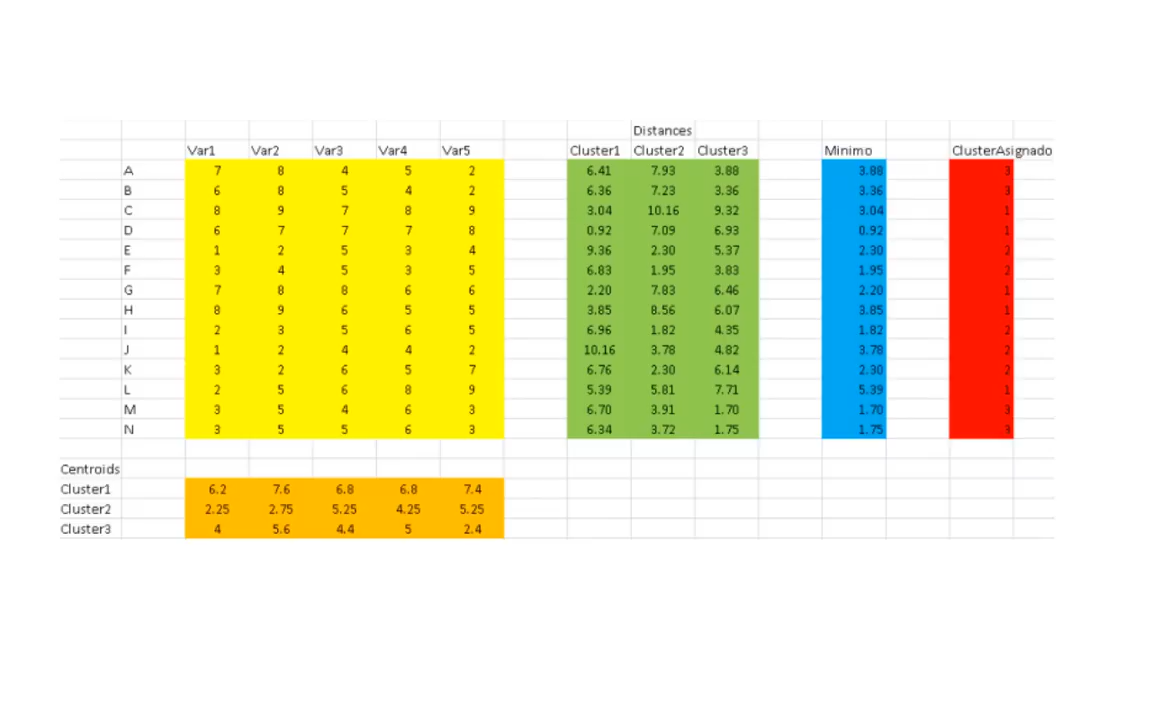 Distances
Var1 Var2 Var3 Var4 Var5 Cluster1 Cluster2 Cluster3 Minimo ClusterAsignado
A 7 8 4 5 2 6.41 7.93 3.88 3.88 3
B 6 8 5 4 2 6.36 7.23 3.36 3.36 3
C 8 9 7 8 9 3.04 10.16 9.32 3.04 1
D 6 7 7 7 8 0.92 7.09 6.93 0.92 1
E 1 2 5 3 4 9.36 2.30 5.37 2.30 2
F 3 4 5 3 5 6.83 1.95 3.83 1.95 2
G 7 8 8 6 6 2.20 7.83 6.46 2.20 1
H 8 9 6 5 5 3.85 8.56 6.07 3.85 1
I 2 3 5 6 5 6.96 1.82 4.35 1.82 2
J 1 2 4 4 2 10.16 3.78 4.82 3.78 2
K 3 2 6 5 7 6.76 2.30 6.14 2.30 2
L 2 5 6 8 9 5.39 5.81 7.71 5.39 1
M 3 5 4 6 3 6.70 3.91 1.70 1.70 3
N 3 5 5 6 3 6.34 3.72 1.75 1.75 3
Centroids
Cluster1 6.2 7.6 6.8 6.8 7.4
Cluster2 2.25 2.75 5.25 4.25 5.25
Cluster3 4 5.6 4.4 5 2.4